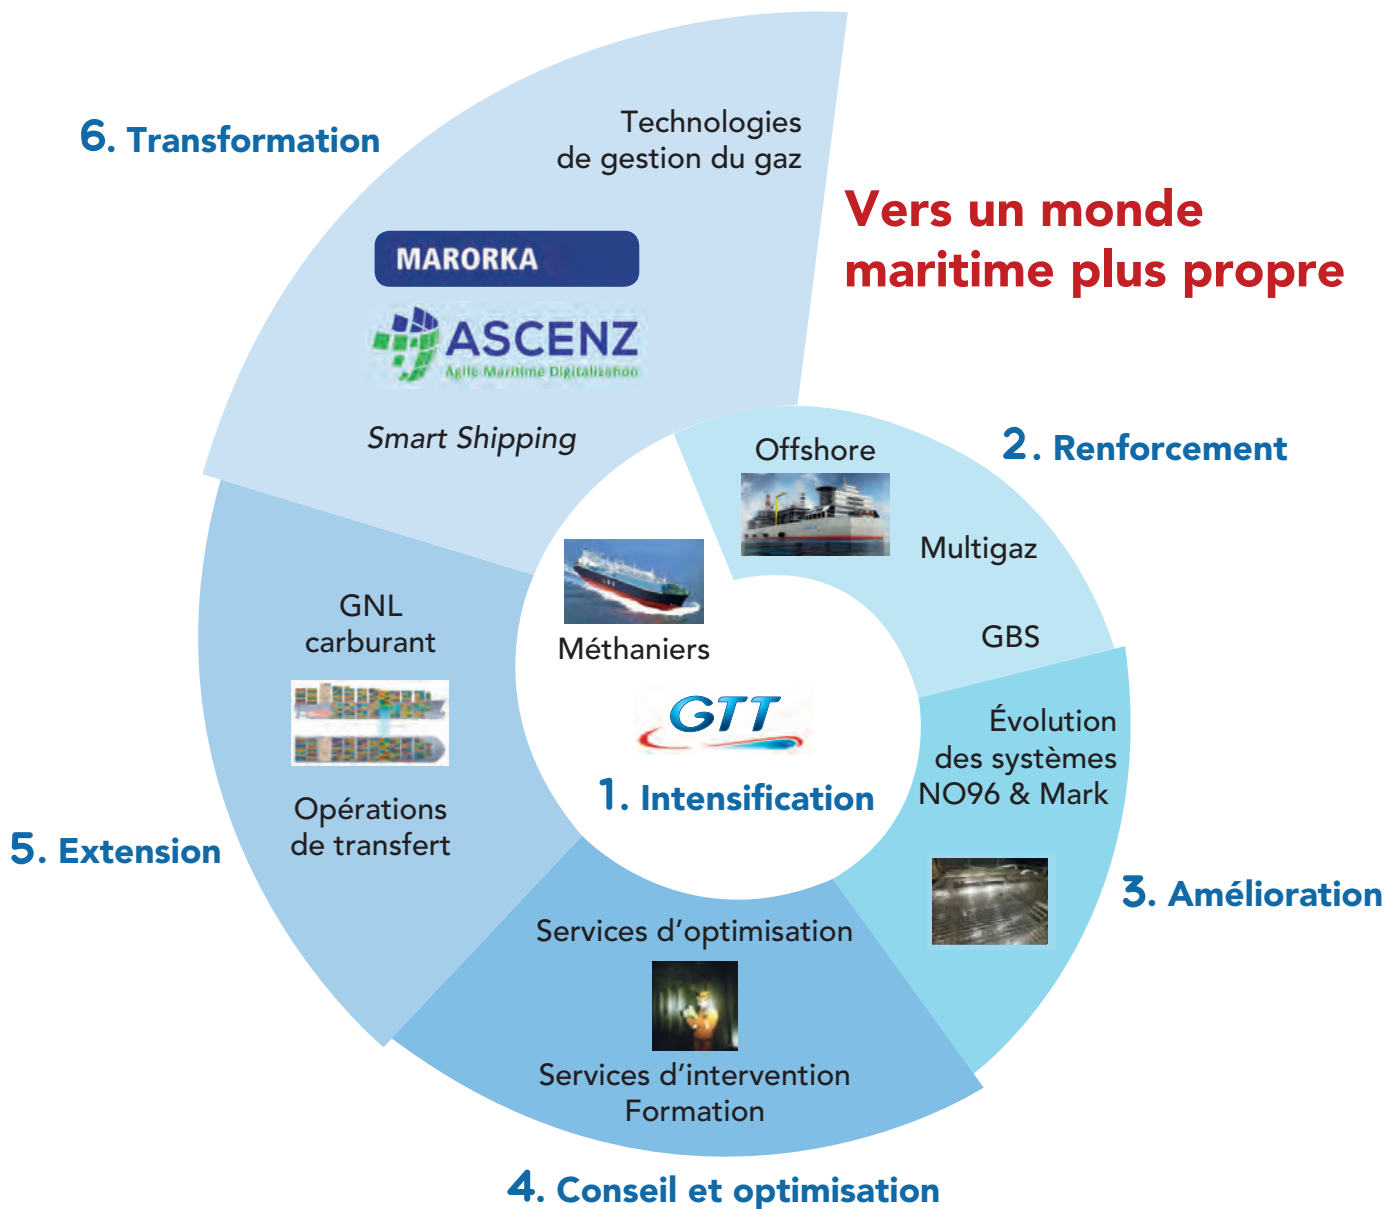 6. Transformation
Technologies
de gestion du gaz
MARORKA
ASCENZ
Agile Maritime Digitalization
Smart Shipping
Vers un monde
maritime plus propre
2. Renforcement
Offshore
Multigaz
GBS
Méthaniers
GTT
1. Intensification
Évolution
des systèmes
NO96 & Mark
3. Amélioration
Services d'optimisation
Services d'intervention
Formation
4. Conseil et optimisation
GNL
carburant
Opérations
de transfert
5. Extension